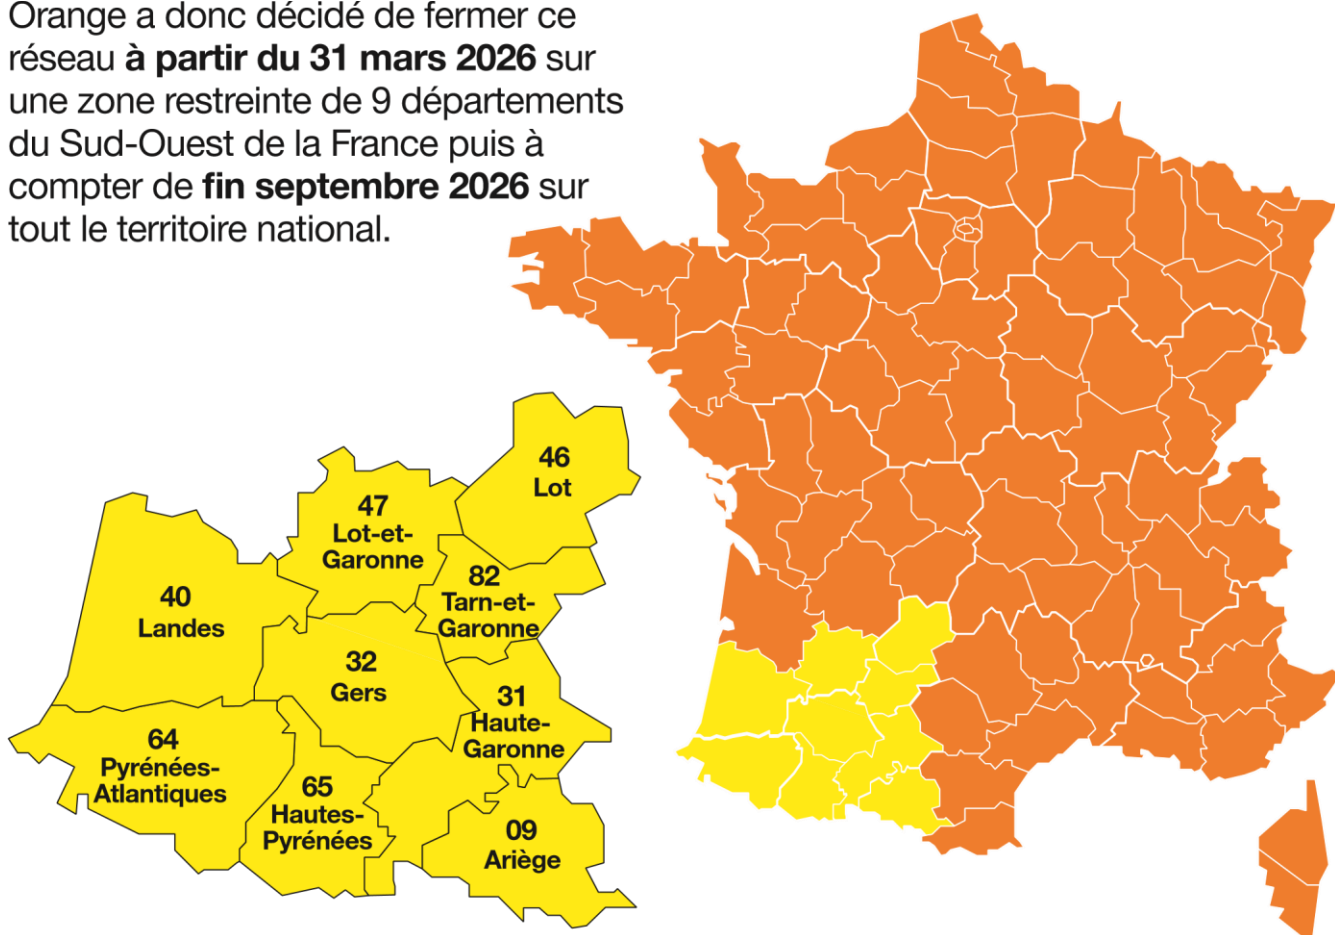 Orange a donc décidé de fermer ce
réseau à partir du 31 mars 2026 sur
une zone restreinte de 9 départements
du Sud-Ouest de la France puis à
compter de fin septembre 2026 sur
tout le territoire national.
46
Lot
47
Lot-et-
Garonne
82
Tarn-et-
Garonne
40
Landes
32
Gers
31
Haute-
Garonne
64
Pyrénées-
Atlantiques
65
Hautes-
Pyrénées
09
Ariège